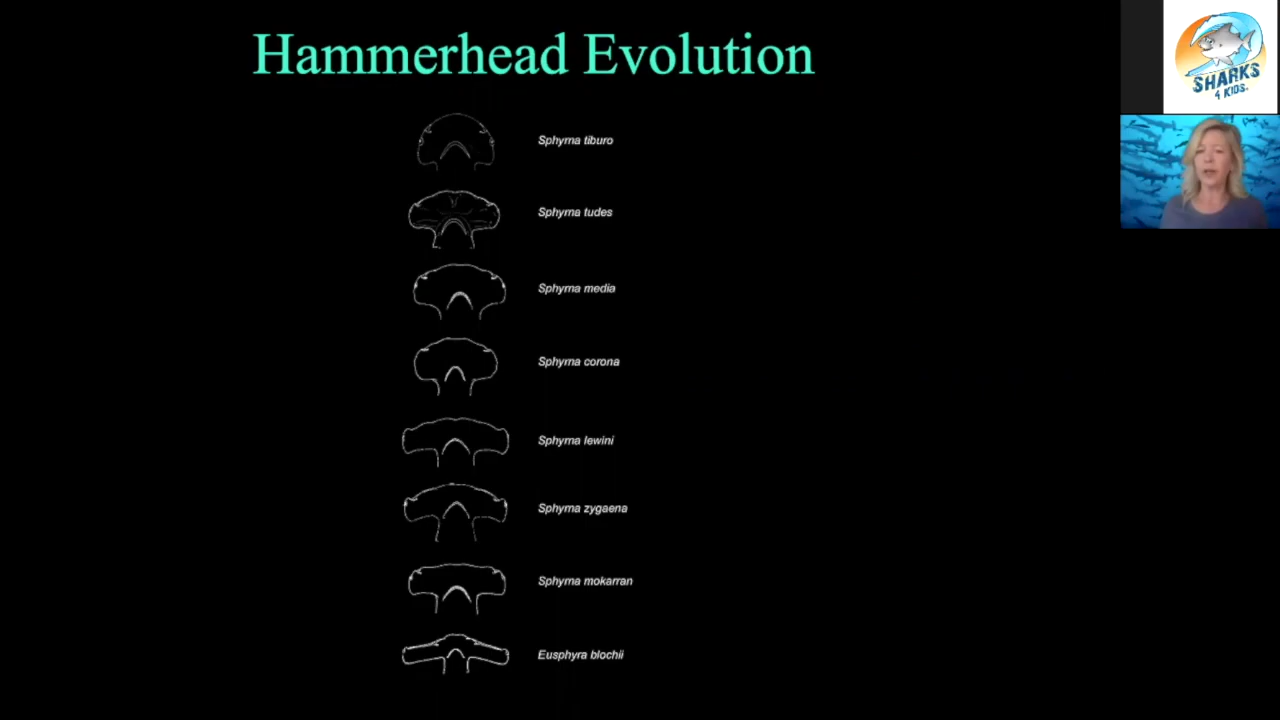 Hammerhead Evolution
SHARKS
4 KIDS
Sphyrna tiburo
Sphyrna tudes
Sphyrna media
Sphyrna corona
Sphyrna lewini
Sphyrna zygaena
Sphyrna mokarran
Eusphyra blochii